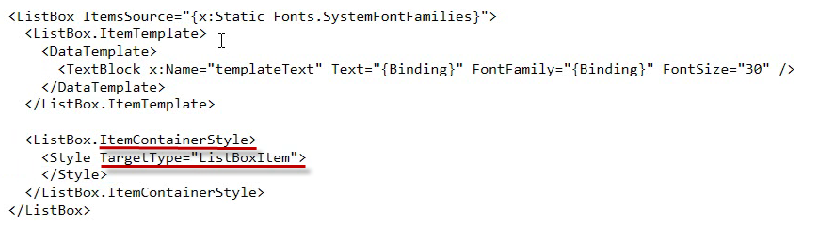 <ListBox ItemsSource="{x:Static Fonts.SystemFontFamilies}">
<ListBox.ItemTemplate>
<DataTemplate>
<TextBlock x:Name="templateText" Text="{Binding}" FontFamily="{Binding}" FontSize="30" />
</DataTemplate>
</ListBox.ItemTemplate>
<ListBox.ItemContainerStyle>
<Style TargetType="ListBoxItem">
</Style>
</ListBox.ItemContainerStyle>
</ListBox>